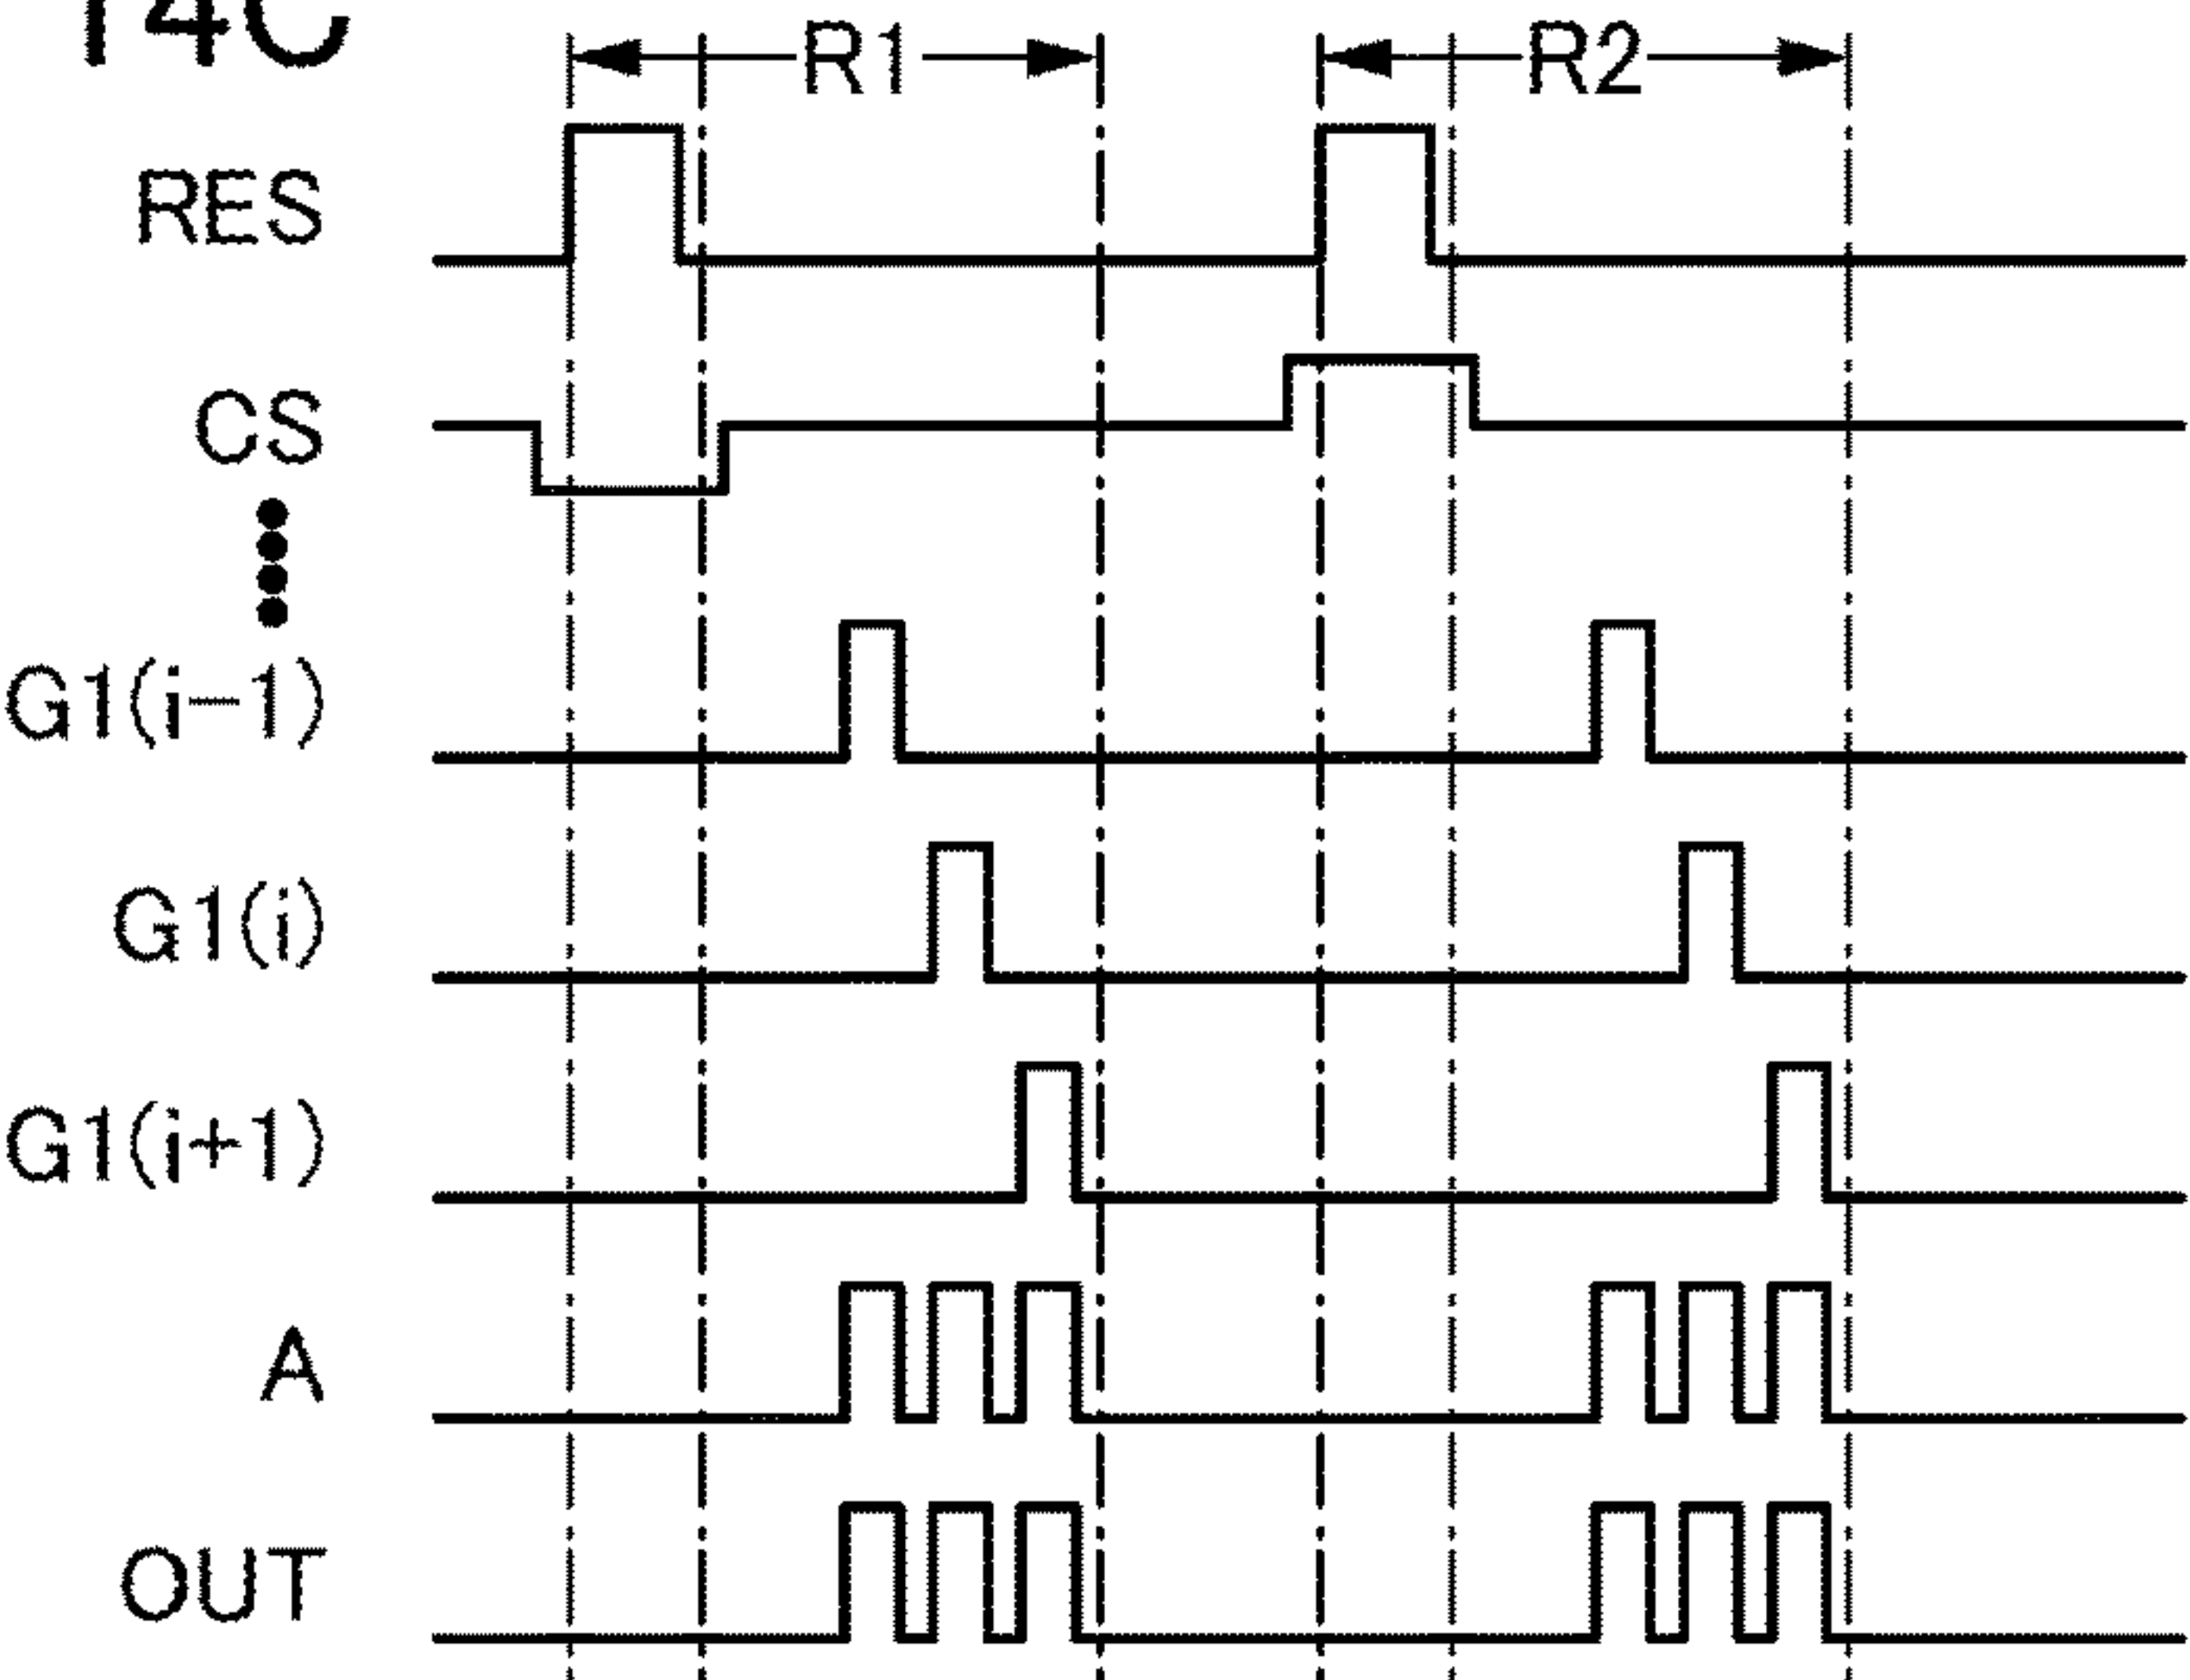 14C
R1 R2
RES
CS
G1(i−1)
G1(i)
G1(i+1)
A
OUT